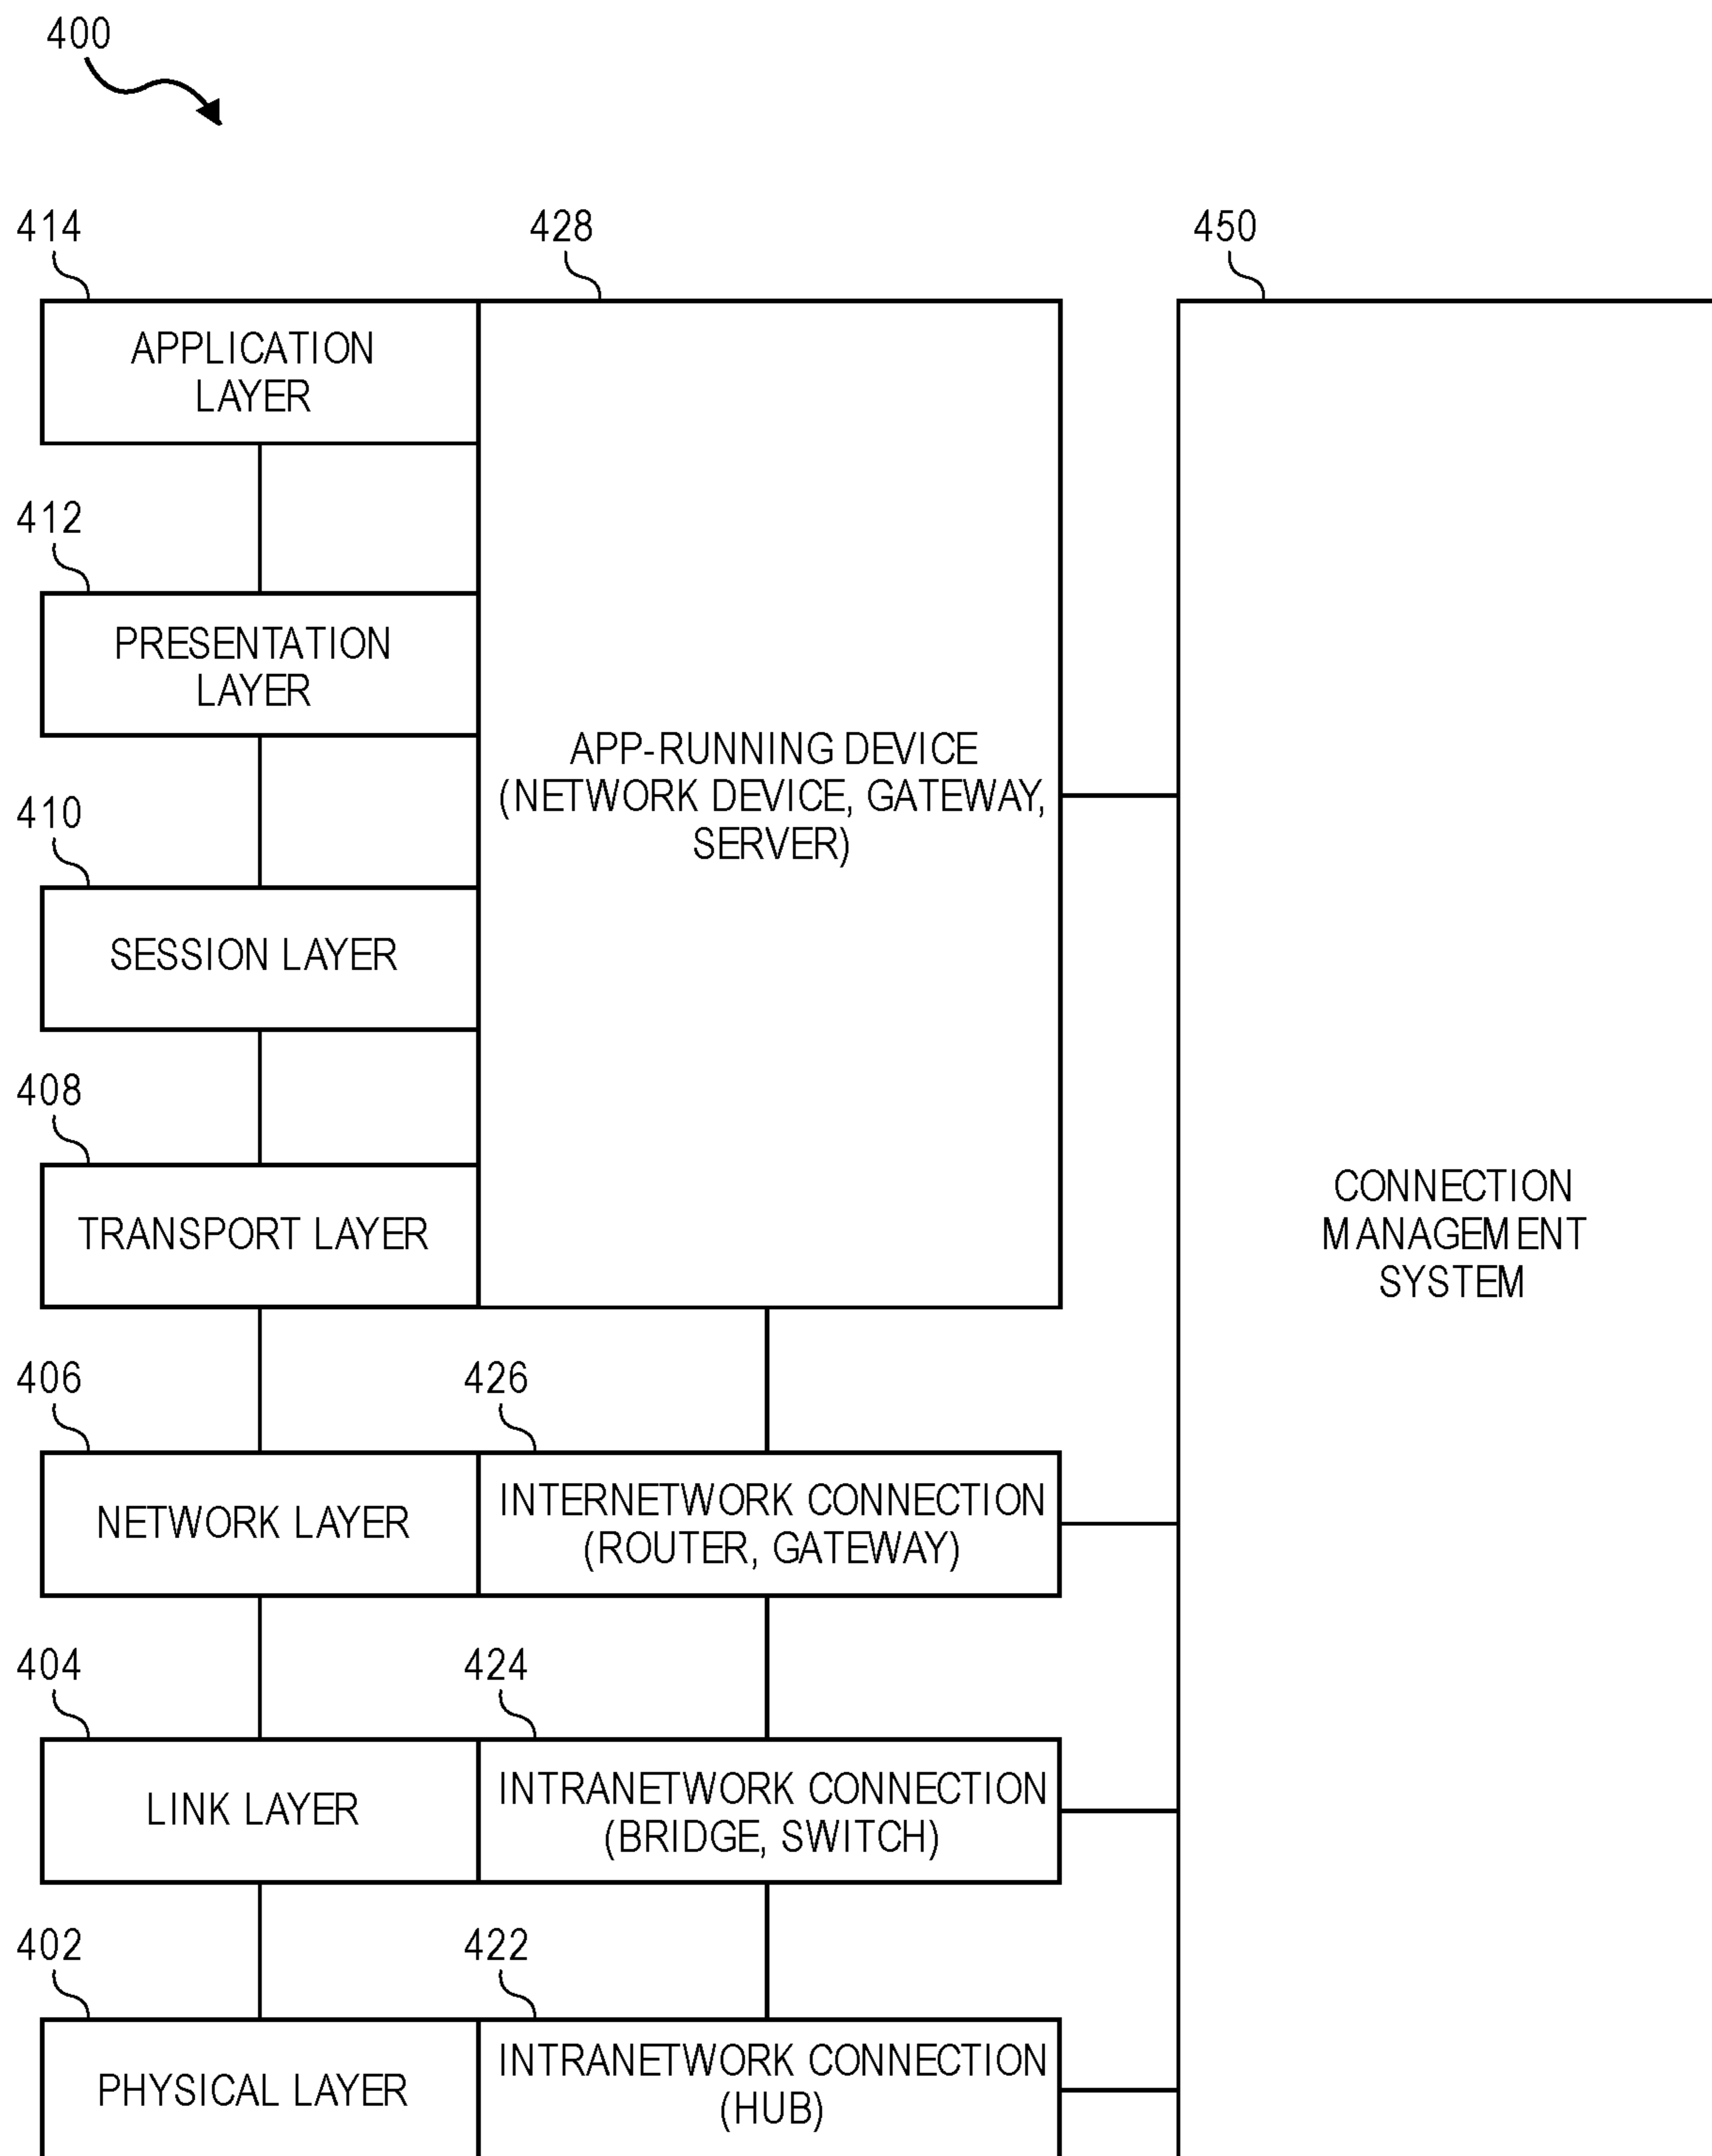 400
414
428
450
APPLICATION
LAYER
412
PRESENTATION
LAYER
APP-RUNNING DEVICE
(NETWORK DEVICE, GATEWAY,
SERVER)
410
SESSION LAYER
408
TRANSPORT LAYER
CONNECTION
MANAGEMENT
SYSTEM
406
426
NETWORK LAYER
INTERNETWORK CONNECTION
(ROUTER, GATEWAY)
404
424
LINK LAYER
INTRANETWORK CONNECTION
(BRIDGE, SWITCH)
402
422
PHYSICAL LAYER
INTRANETWORK CONNECTION
(HUB)